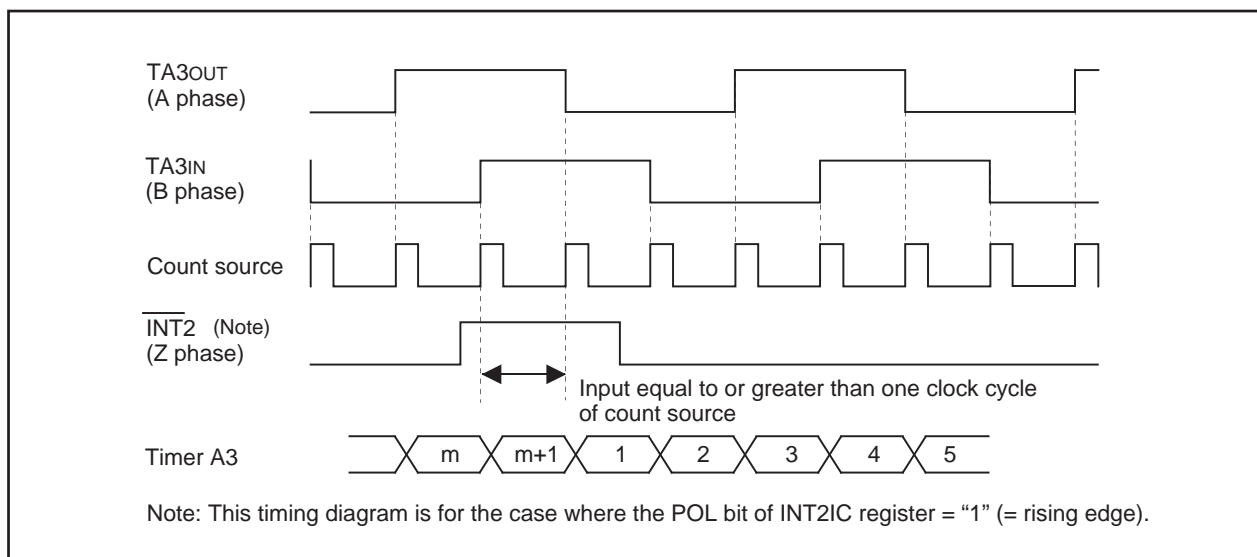 TA3OUT
(A phase)
TA3IN
(B phase)
Count source
INT2 (Note)
(Z phase)
Input equal to or greater than one clock cycle
of count source
Timer A3 m m+1 1 2 3 4 5
Note: This timing diagram is for the case where the POL bit of INT2IC register = “1” (= rising edge).